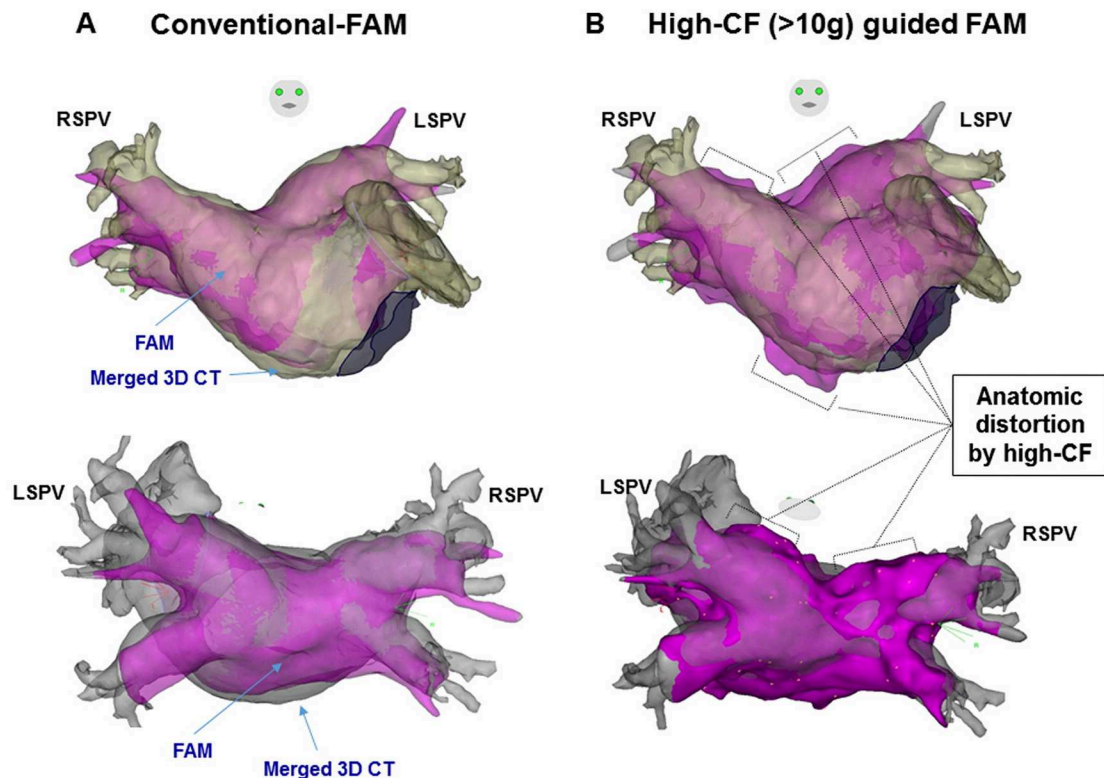 A Conventional-FAM
B High-CF (>10g) guided FAM
RSPV
LSPV
FAM
Merged 3D CT
RSPV
LSPV
Anatomic
distortion
by high-CF
LSPV
RSPV
FAM
Merged 3D CT
LSPV
RSPV